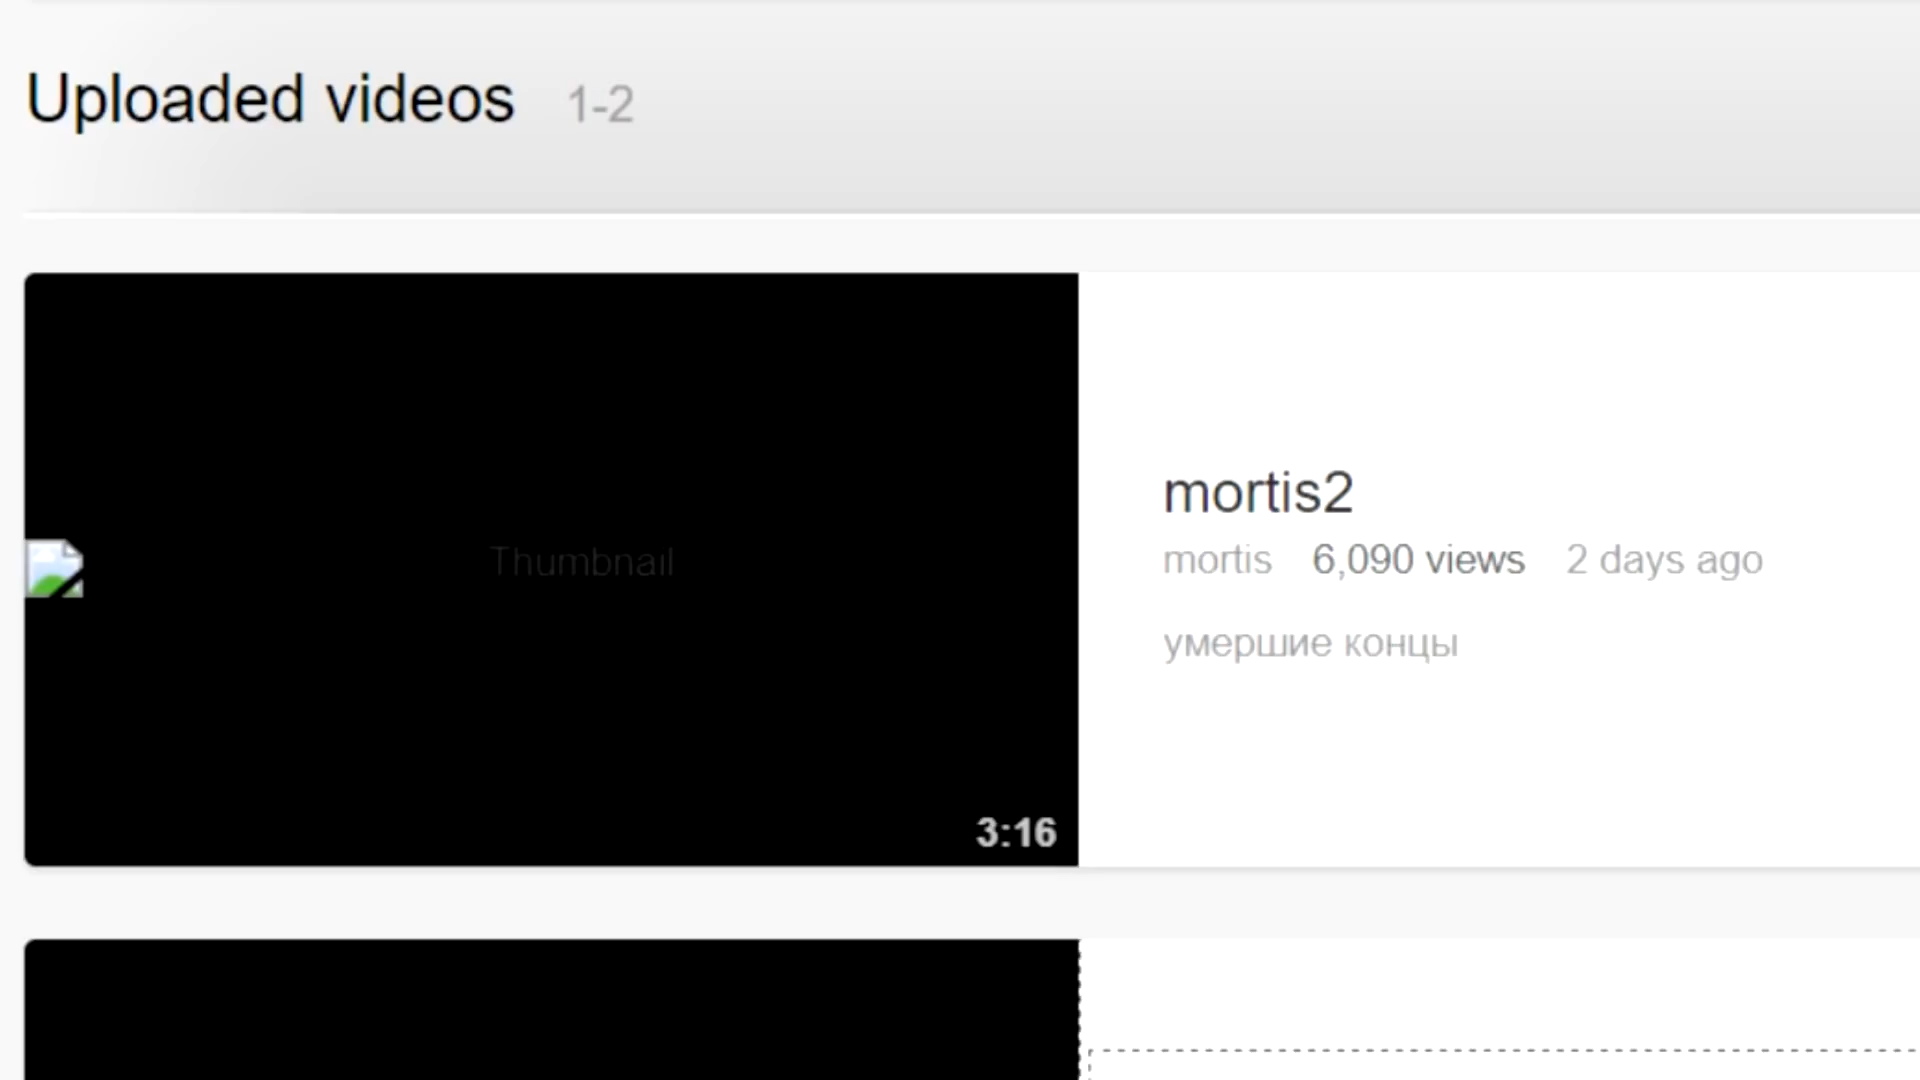 Uploaded videos 1-2
Thumbnail
3:16
mortis2
mortis 6,090 views 2 days ago
умершие концы